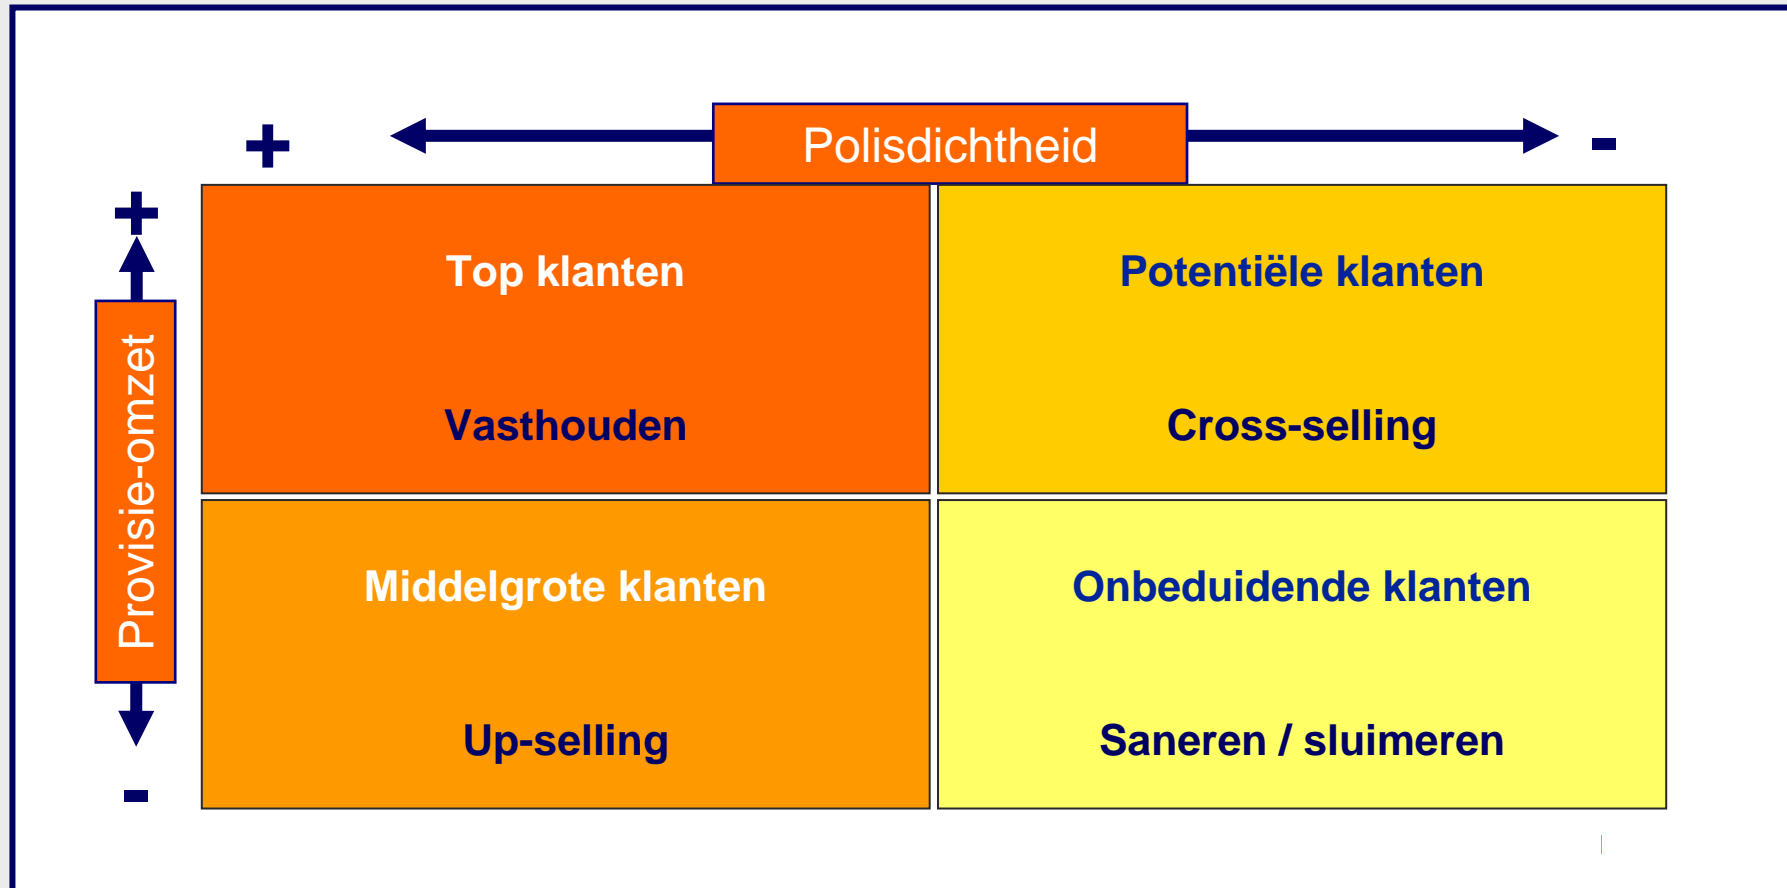 Polisdichtheid
+
-
+
Provisie-omzet
-
Top klanten
Potentiële klanten
Vasthouden
Cross-selling
Middelgrote klanten
Onbeduidende klanten
Up-selling
Saneren / sluimeren